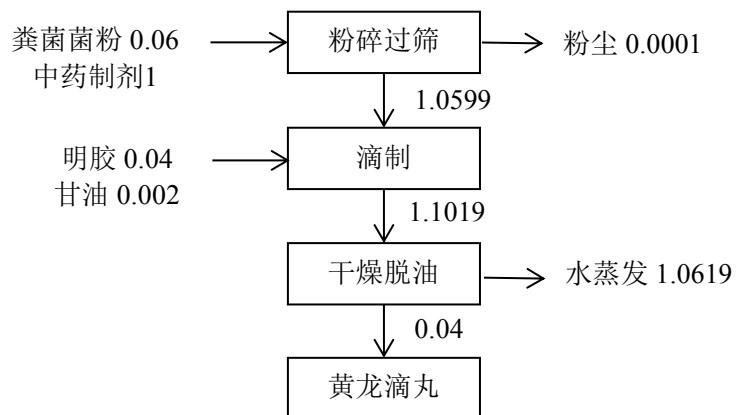 粪菌菌粉 0.06
中药制剂1
粉碎过筛
粉尘 0.0001
1.0599
明胶 0.04
甘油 0.002
滴制
1.1019
干燥脱油
水蒸发 1.0619
0.04
黄龙滴丸